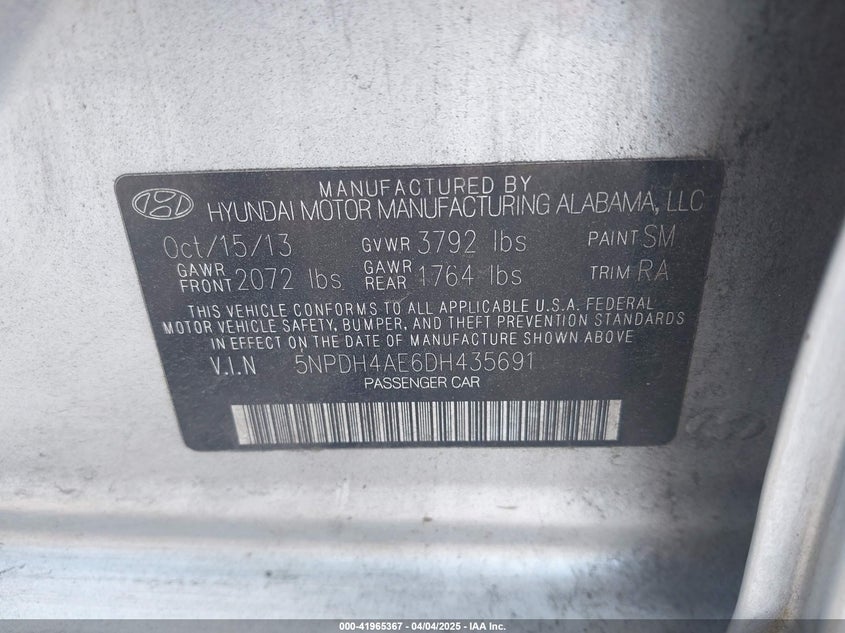 MANUFACTURED BY
HYUNDAI MOTOR MANUFACTURING ALABAMA, LLC
Oct/15/13 GVWR 3792 lbs PAINT SM
GAWR FRONT 2072 lbs GAWR REAR 1764 lbs TRIM RA
THIS VEHICLE CONFORMS TO ALL APPLICABLE U.S.A. FEDERAL
MOTOR VEHICLE SAFETY, BUMPER, AND THEFT PREVENTION STANDARDS
IN EFFECT ON THE DATE OF MANUFACTURE SHOWN ABOVE
V.I.N 5NPDH4AE6DH435691
PASSENGER CAR
000-41965367 - 04/04/2025 - IAA Inc.